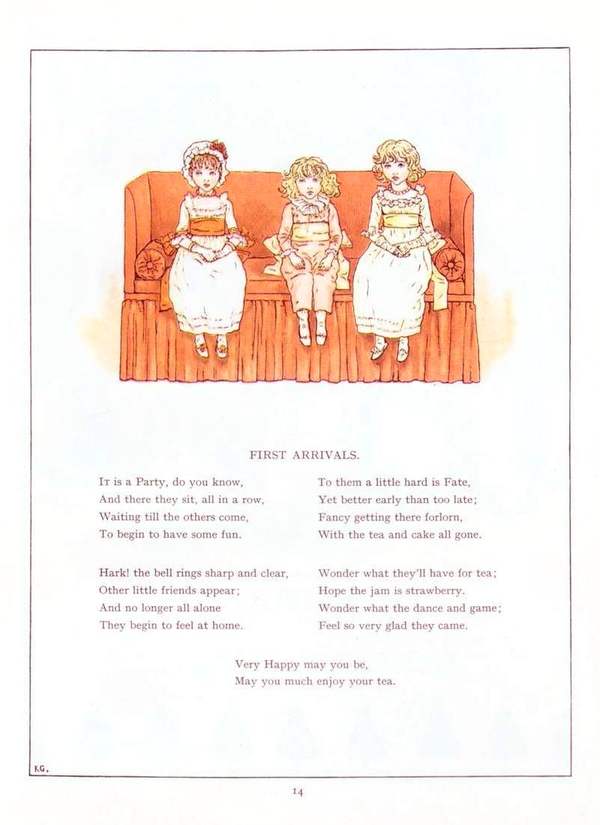 FIRST ARRIVALS.
IT is a Party, do you know,
And there they sit, all in a row,
Waiting till the others come,
To begin to have some fun.
Hark! the bell rings sharp and clear,
Other little friends appear;
And no longer all alone
They begin to feel at home.
To them a little hard is Fate,
Yet better early than too late;
Fancy getting there forlorn,
With the tea and cake all gone.
Wonder what they'll have for tea;
Hope the jam is strawberry.
Wonder what the dance and game;
Feel so very glad they came.
Very Happy may you be,
May you much enjoy your tea.
K.G.
14